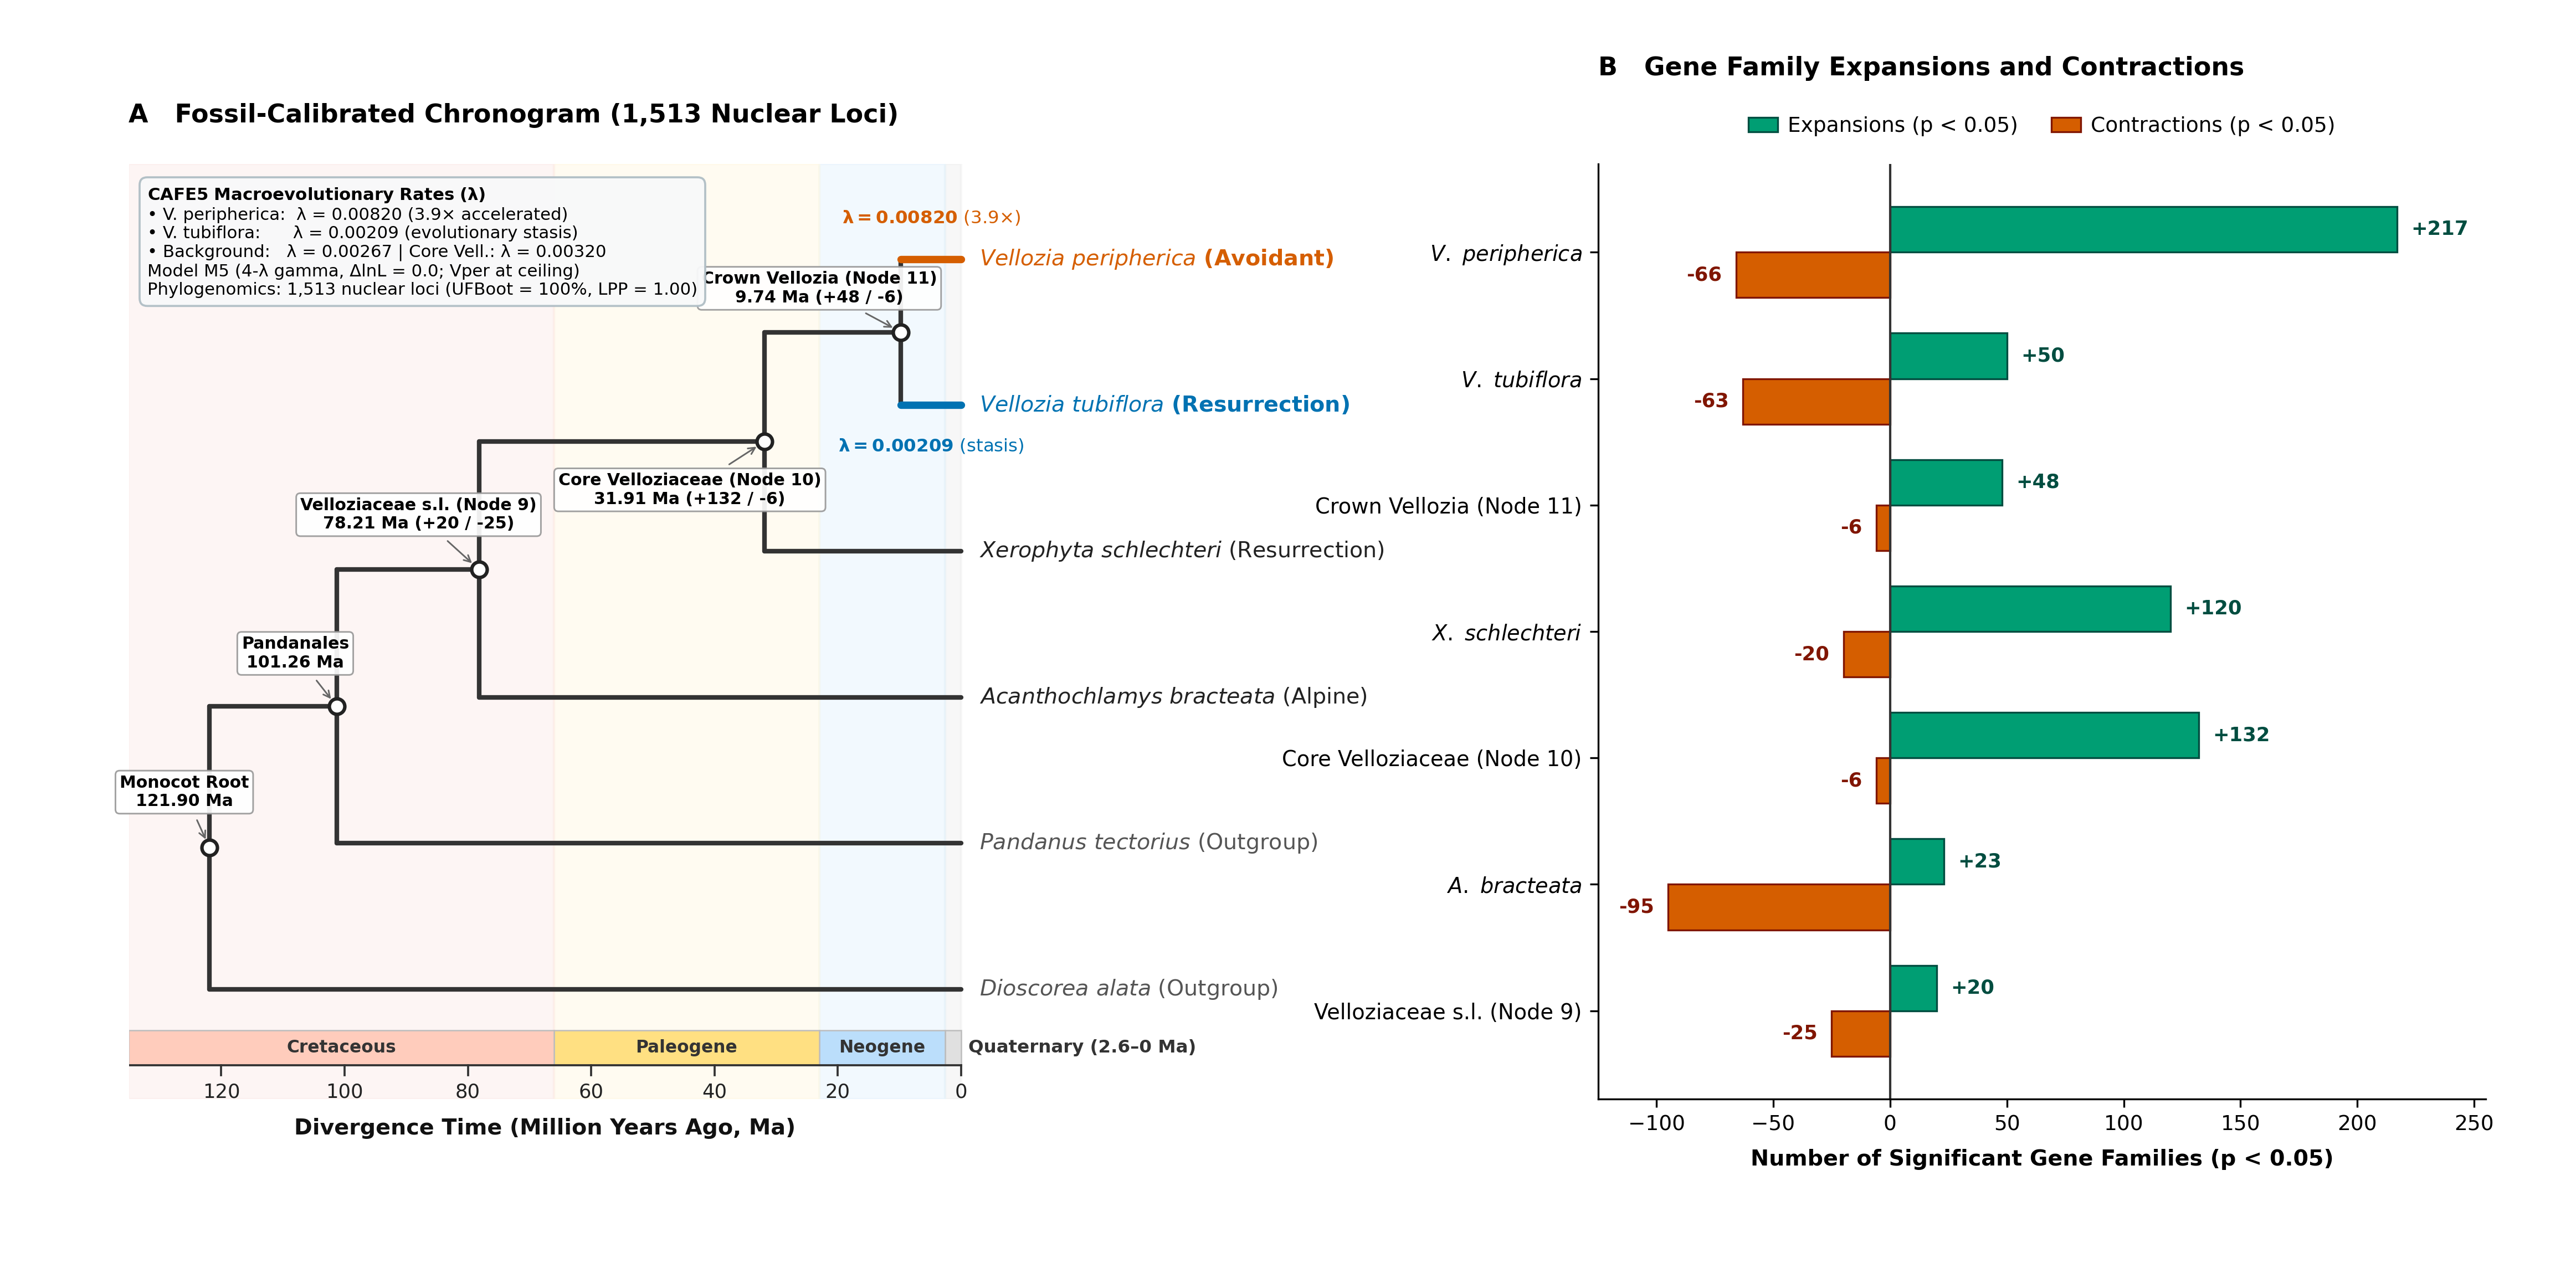 A Fossil-Calibrated Chronogram (1,513 Nuclear Loci)
CAFE5 Macroevolutionary Rates (λ)
• V. peripherica: λ = 0.00820 (3.9× accelerated)
• V. tubiflora: λ = 0.00209 (evolutionary stasis)
• Background: λ = 0.00267 | Core Vell.: λ = 0.00320
Model M5 (4-λ gamma, ΔlnL = 0.0; Vper at ceiling)
Phylogenomics: 1,513 nuclear loci (UFBoot = 100%, LPP = 1.00)
λ = 0.00820 (3.9×)
Vellozia peripherica (Avoidant)
Crown Vellozia (Node 11)
9.74 Ma (+48 / -6)
Vellozia tubiflora (Resurrection)
λ = 0.00209 (stasis)
Core Velloziaceae (Node 10)
31.91 Ma (+132 / -6)
Velloziaceae s.l. (Node 9)
78.21 Ma (+20 / -25)
Xerophyta schlechteri (Resurrection)
Pandanales
101.26 Ma
Acanthochlamys bracteata (Alpine)
Monocot Root
121.90 Ma
Pandanus tectorius (Outgroup)
Dioscorea alata (Outgroup)
Cretaceous Paleogene Neogene Quaternary (2.6–0 Ma)
120 100 80 60 40 20 0
Divergence Time (Million Years Ago, Ma)
B Gene Family Expansions and Contractions
Expansions (p < 0.05) Contractions (p < 0.05)
V. peripherica
+217
-66
V. tubiflora
+50
-63
Crown Vellozia (Node 11)
+48
-6
X. schlechteri
+120
-20
Core Velloziaceae (Node 10)
+132
-6
A. bracteata
+23
-95
Velloziaceae s.l. (Node 9)
+20
-25
−100 −50 0 50 100 150 200 250
Number of Significant Gene Families (p < 0.05)